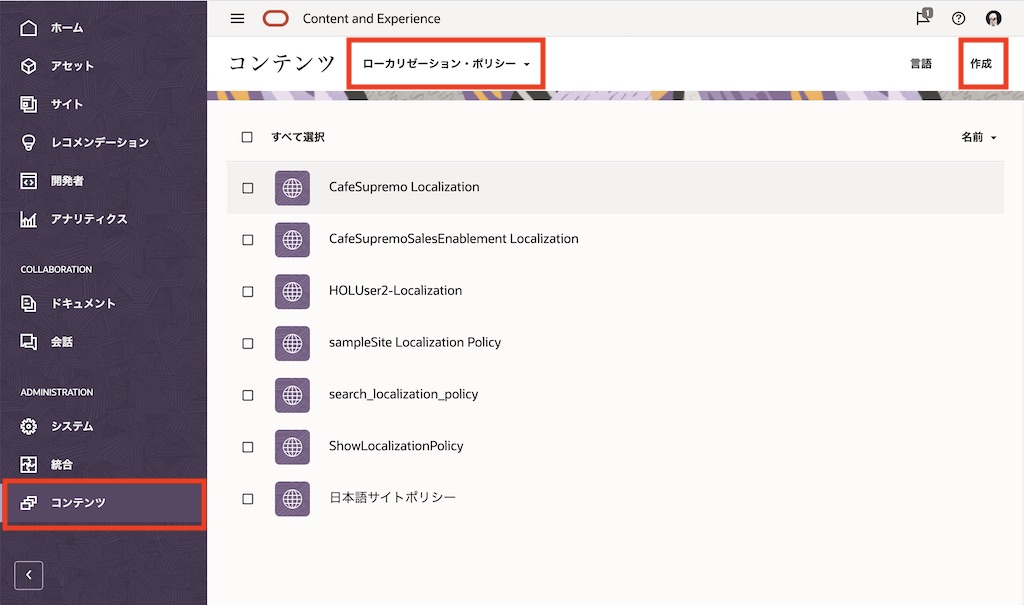 ホーム
アセット
サイト
レコメンデーション
開発者
アナリティクス
COLLABORATION
ドキュメント
会話
ADMINISTRATION
システム
統合
コンテンツ
Content and Experience
1
コンテンツ
ローカリゼーション・ポリシー
言語
作成
すべて選択
名前
CafeSupremo Localization
CafeSupremoSalesEnablement Localization
HOLUser2-Localization
sampleSite Localization Policy
search_localization_policy
ShowLocalizationPolicy
日本語サイトポリシー